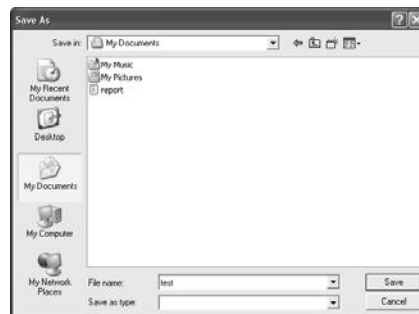 Save As
Save in:
My Documents
My Recent
Documents
Desktop
My Documents
My Computer
My Network
Places
My Music
My Pictures
report
File name:
test
Save
Save as type:
Cancel